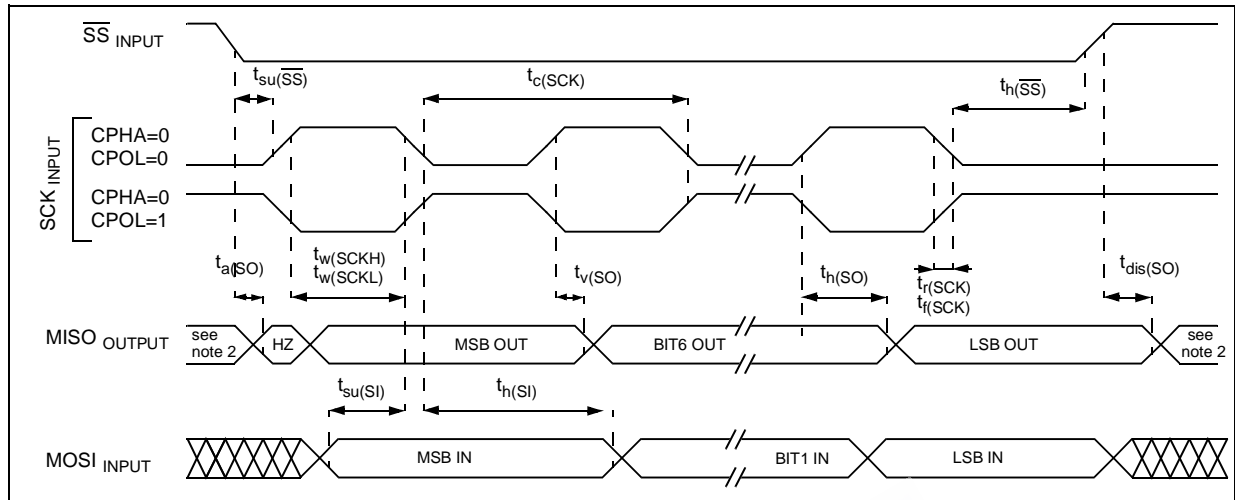 SS INPUT
tsu(SS)
tc(SCK)
th(SS)
SCK INPUT
CPHA=0
CPOL=0
CPHA=0
CPOL=1
ta(SO)
tw(SCKH)
tw(SCKL)
tv(SO)
th(SO)
tr(SCK)
tf(SCK)
tdis(SO)
MISO OUTPUT
see
note 2
HZ
MSB OUT
BIT6 OUT
LSB OUT
see
note 2
tsu(SI)
th(SI)
MOSI INPUT
MSB IN
BIT1 IN
LSB IN